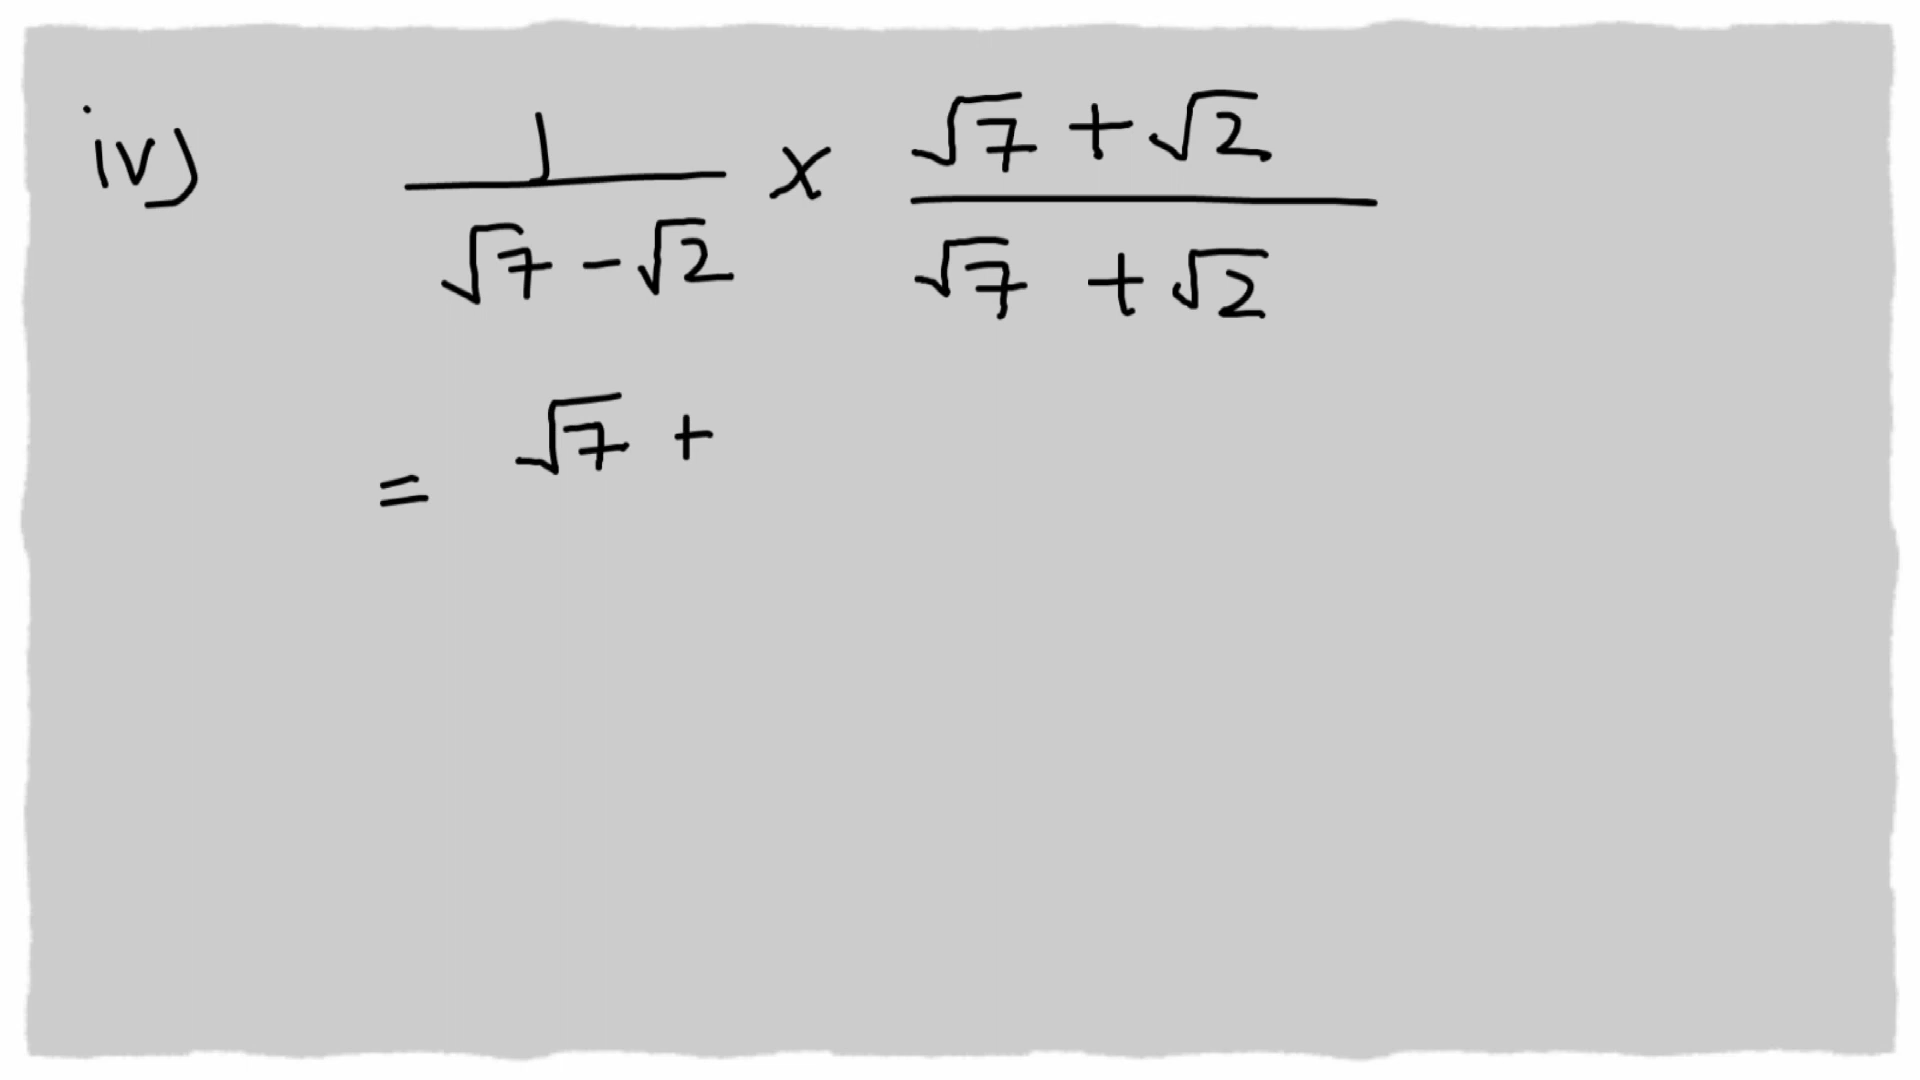 iv) 1/(√7 - √2) × (√7 + √2)/(√7 + √2)
= √7 +